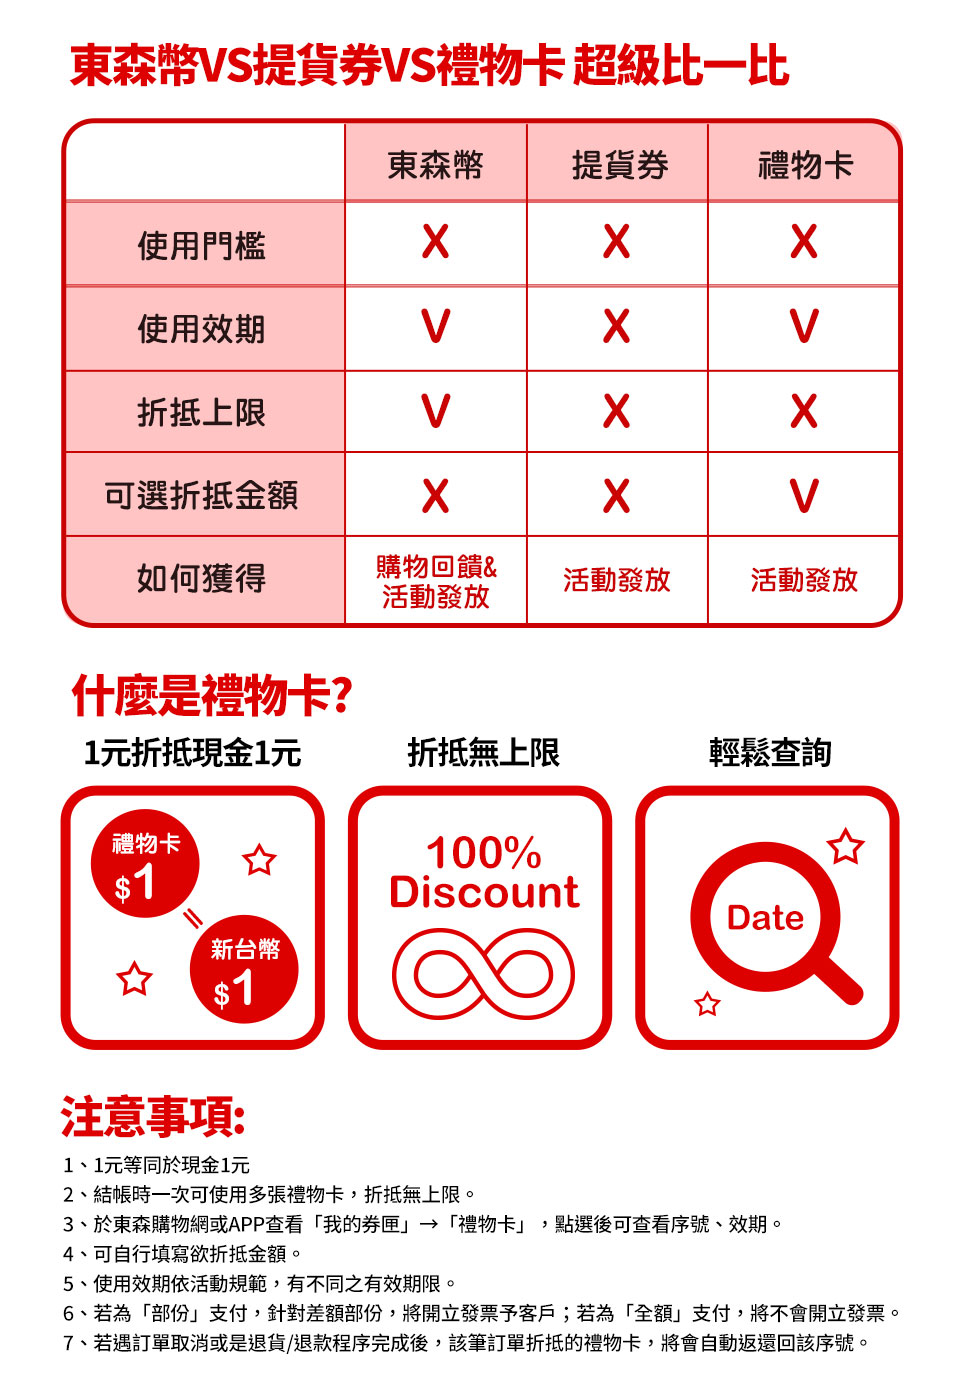 東森幣VS提貨券VS禮物卡 超級比一比
東森幣 提貨券 禮物卡
使用門檻 X X X
使用效期 V X V
折抵上限 V X X
可選折抵金額 X X V
如何獲得 購物回饋& 活動發放 活動發放 活動發放
什麼是禮物卡?
1元折抵現金1元
禮物卡
$1
=
新台幣
$1
折抵無上限
100%
Discount
輕鬆查詢
Date
注意事項:
1、1元等同於現金1元
2、結帳時一次可使用多張禮物卡，折抵無上限。
3、於東森購物網或APP查看「我的券匣」→「禮物卡」，點選後可查看序號、效期。
4、可自行填寫欲折抵金額。
5、使用效期依活動規範，有不同之有效期限。
6、若為「部份」支付，針對差額部份，將開立發票予客戶；若為「全額」支付，將不會開立發票。
7、若遇訂單取消或是退貨/退款程序完成後，該筆訂單折抵的禮物卡，將會自動返還回該序號。